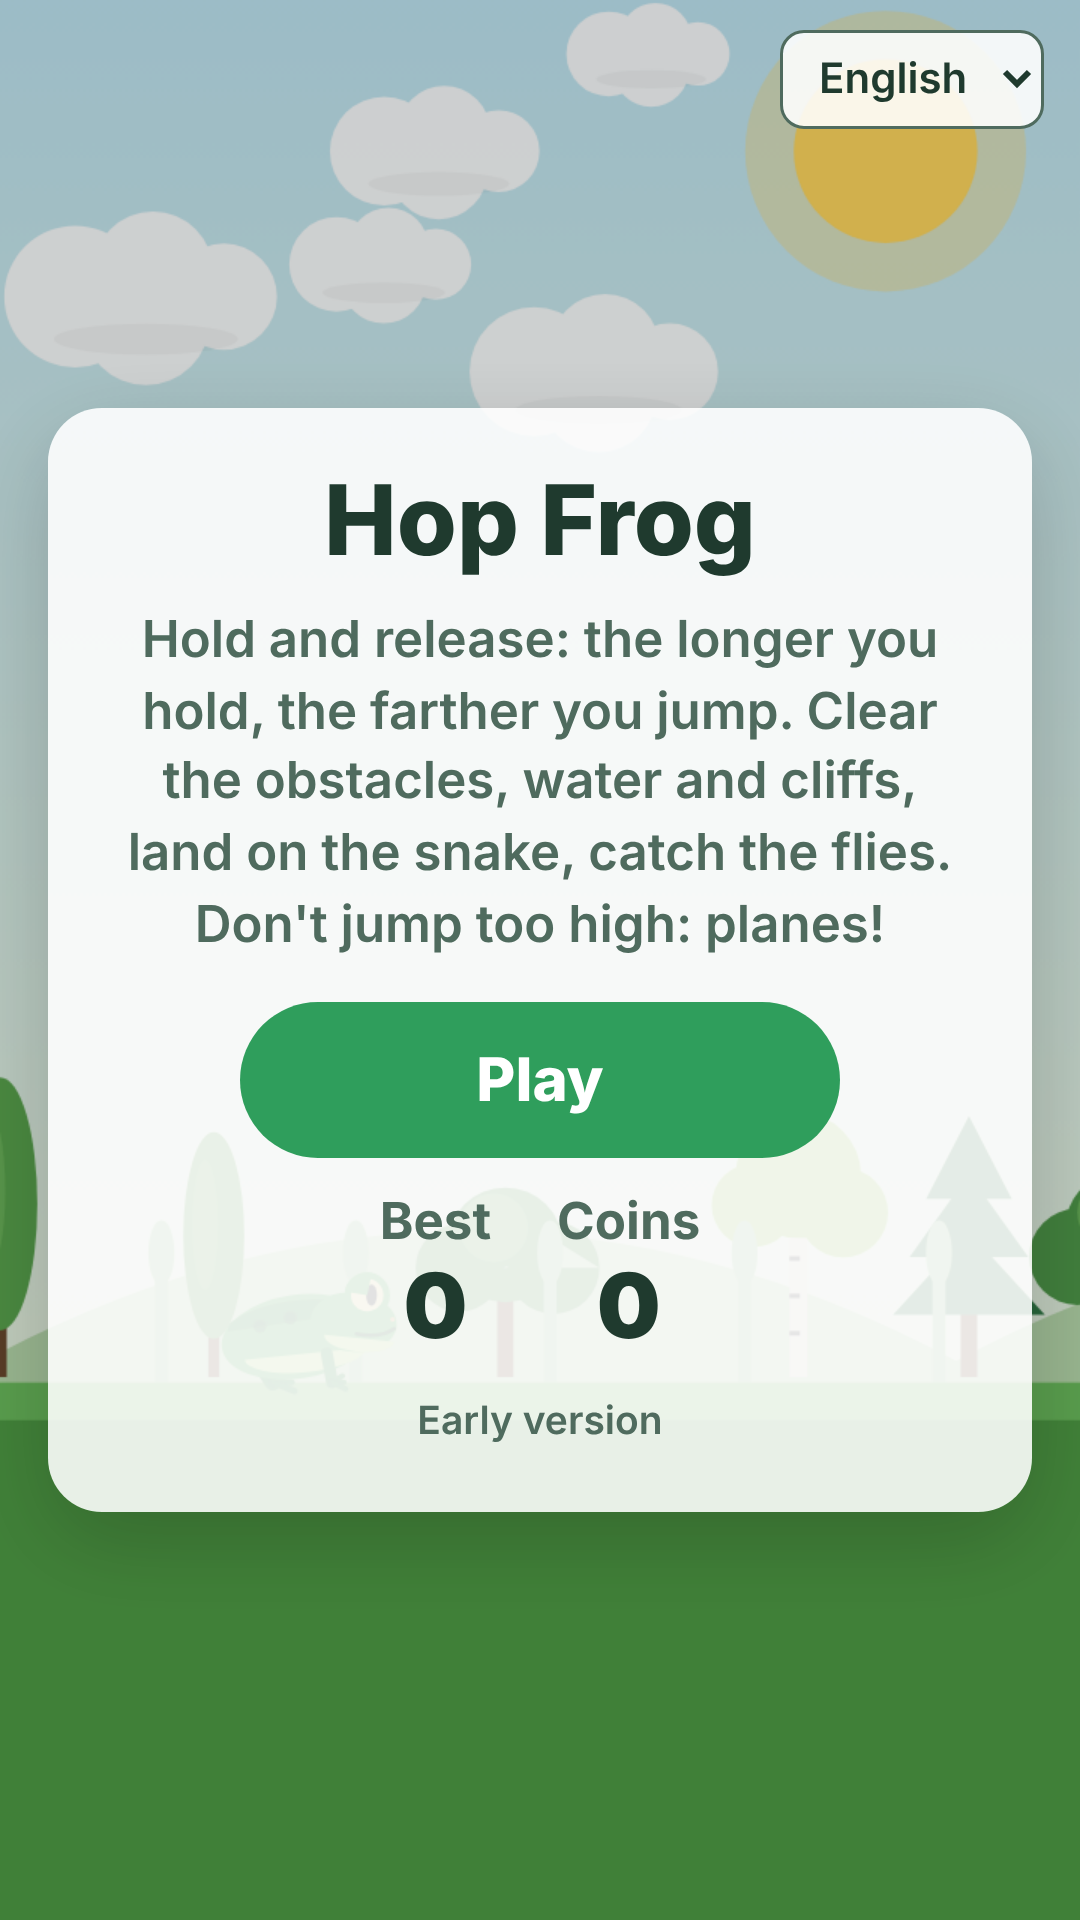 English
Hop Frog
Hold and release: the longer you
hold, the farther you jump. Clear
the obstacles, water and cliffs,
land on the snake, catch the flies.
Don't jump too high: planes!
Play
Best Coins
0 0
Early version